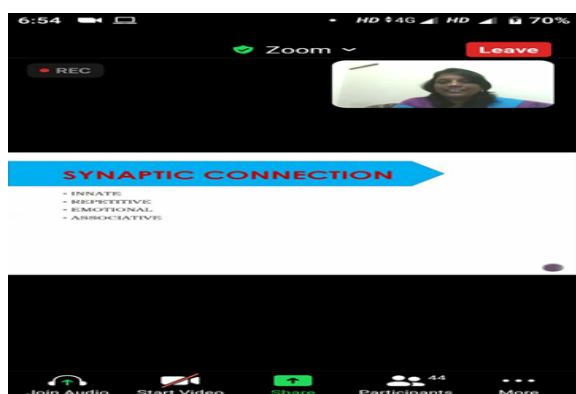 6:54 HD 4G HD 70%
Zoom Leave
REC
SYNAPTIC CONNECTION
- INNATE
- REPETITIVE
- EMOTIONAL
- ASSOCIATIVE
44
Join Audio Start Video Share Participants More